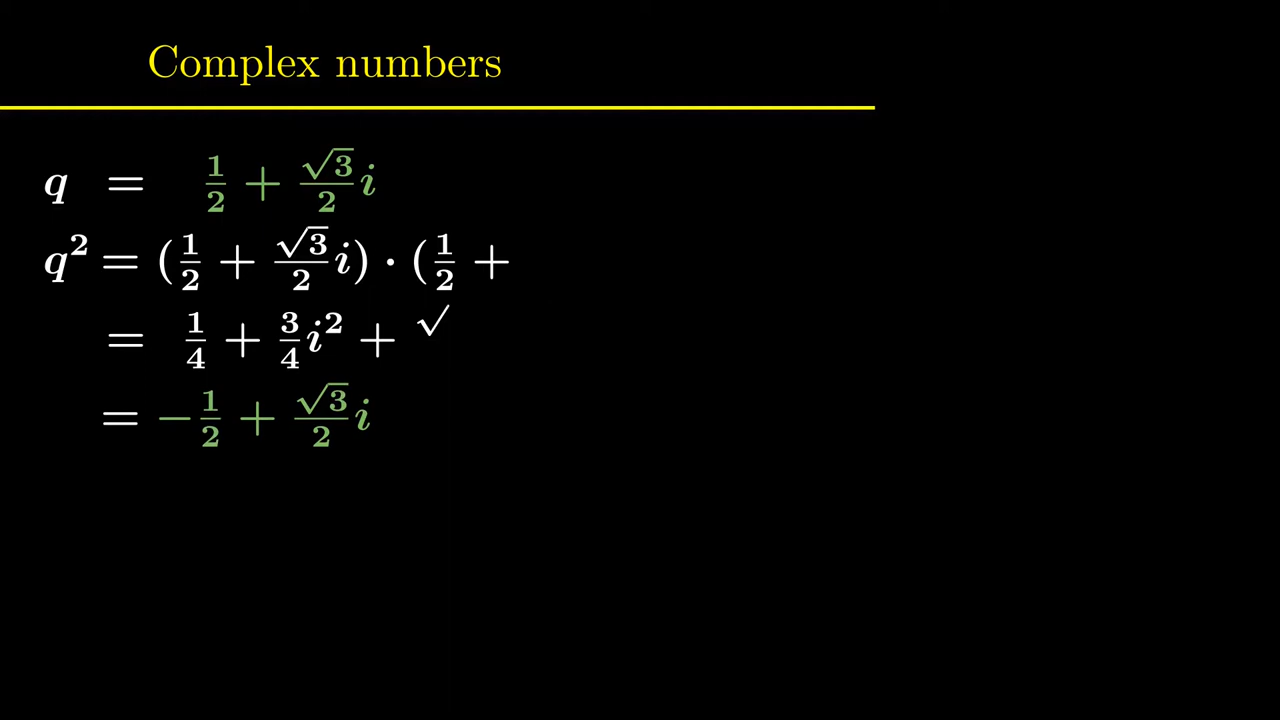 Complex numbers
q = 1/2 + √3/2 i
q² = (1/2 + √3/2 i) · (1/2 +
= 1/4 + 3/4 i² + √
= −1/2 + √3/2 i